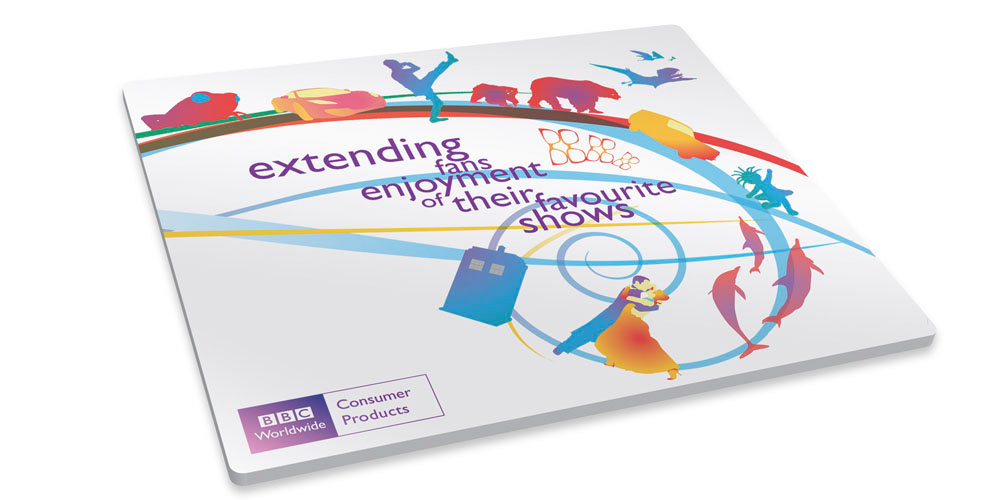 extending
fans
enjoyment
of their favourite
shows
BBC
Worldwide
Consumer
Products